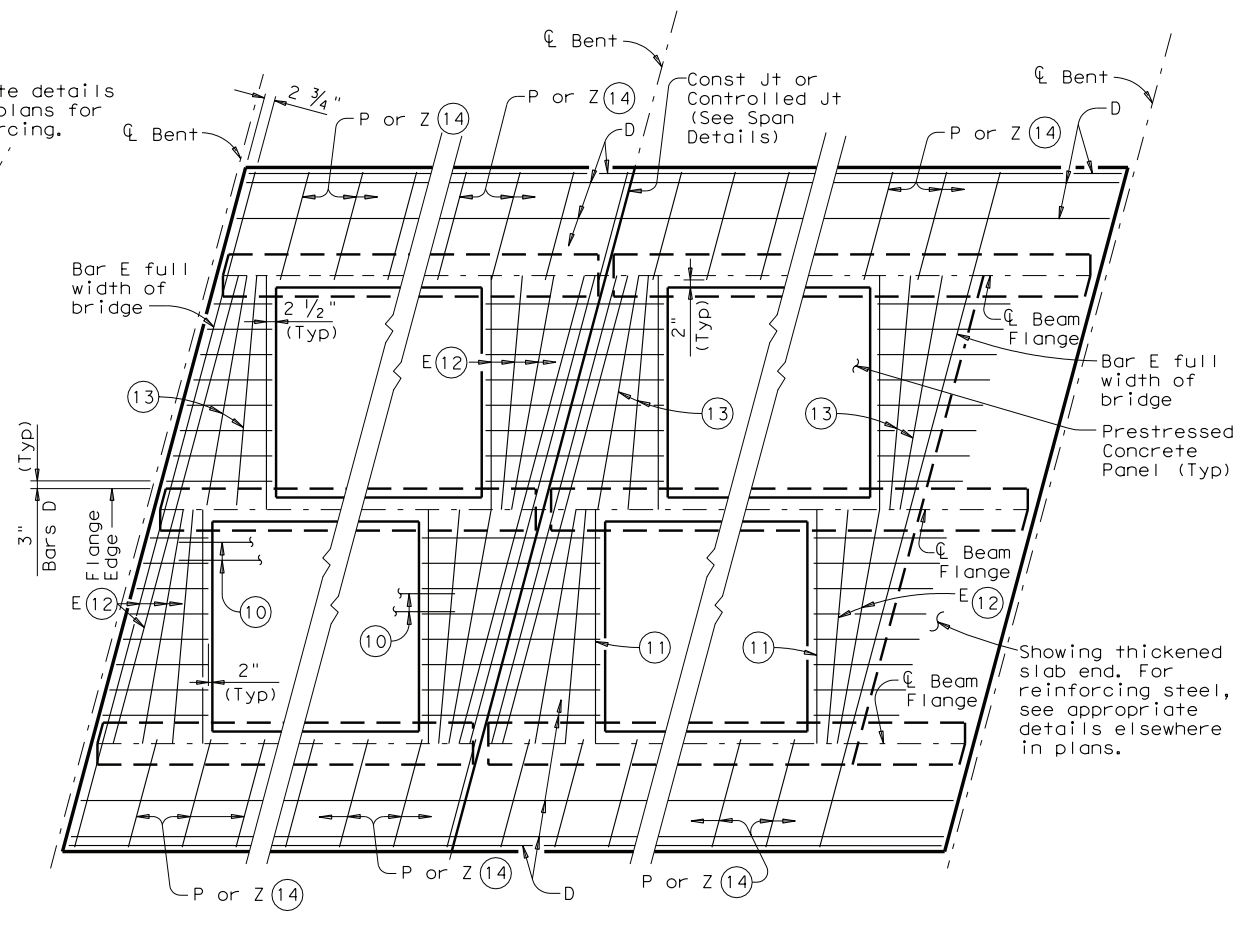 ℄ Bent
te details
plans for
rcing.
℄ Bent
2 3/4"
P or Z 14
P or Z 14
D
Const Jt or
Controlled Jt
(See Span
Details)
℄ Bent
D
P or Z 14
Bar E full
width of
bridge
2 1/2"
(Typ)
2"
(Typ)
E 12
℄ Beam
Flange
Bar E full
width of
bridge
13
13
13
Prestressed
Concrete
Panel (Typ)
3" (Typ)
Bars D
Flange
Edge
℄ Beam
Flange
E 12
10
10
E 12
11
11
2"
(Typ)
℄ Beam
Flange
Showing thickened
slab end. For
reinforcing steel,
see appropriate
details elsewhere
in plans.
P or Z 14
P or Z 14
D
P or Z 14